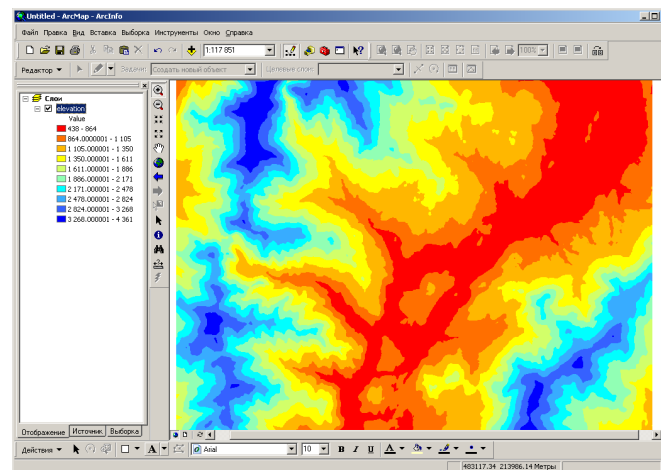 Untitled - ArcMap - ArcInfo
Файл Правка Вид Вставка Выборка Инструменты Окно Справка
1:117 851 100%
Редактор Задача: Создать новый объект Целевые слои:
Слои
elevation
Value
438 - 864
864.0000001 - 1 105
1 105.000001 - 1 350
1 350.000001 - 1 611
1 611.000001 - 1 886
1 886.000001 - 2 171
2 171.000001 - 2 478
2 478.000001 - 2 824
2 824.000001 - 3 268
3 268.000001 - 4 361
Отображение Источник Выборка
Действия A Arial 10 B I U A
483117.34 213986.14 Метры